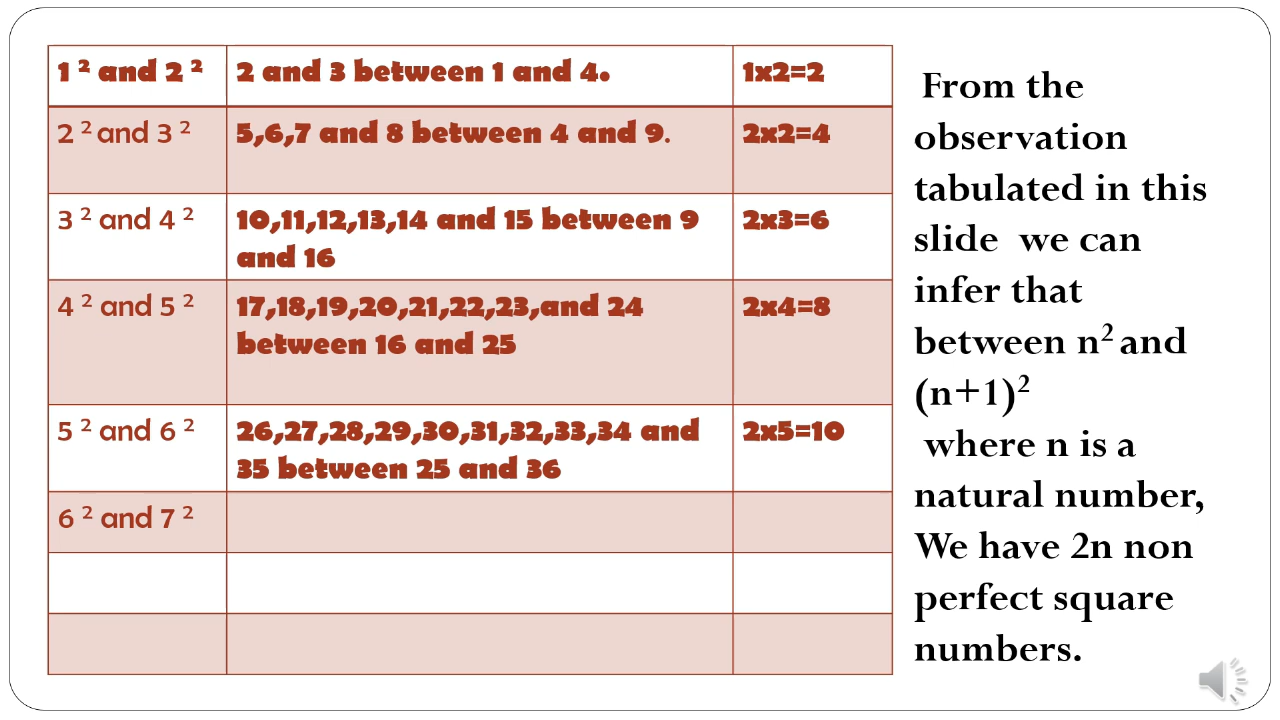 1 ² and 2 ² 2 and 3 between 1 and 4. 1x2=2
2 ² and 3 ² 5,6,7 and 8 between 4 and 9. 2x2=4
3 ² and 4 ² 10,11,12,13,14 and 15 between 9 2x3=6
and 16
4 ² and 5 ² 17,18,19,20,21,22,23,and 24 2x4=8
between 16 and 25
5 ² and 6 ² 26,27,28,29,30,31,32,33,34 and 2x5=10
35 between 25 and 36
6 ² and 7 ²
From the
observation
tabulated in this
slide we can
infer that
between n² and
(n+1)²
where n is a
natural number,
We have 2n non
perfect square
numbers.